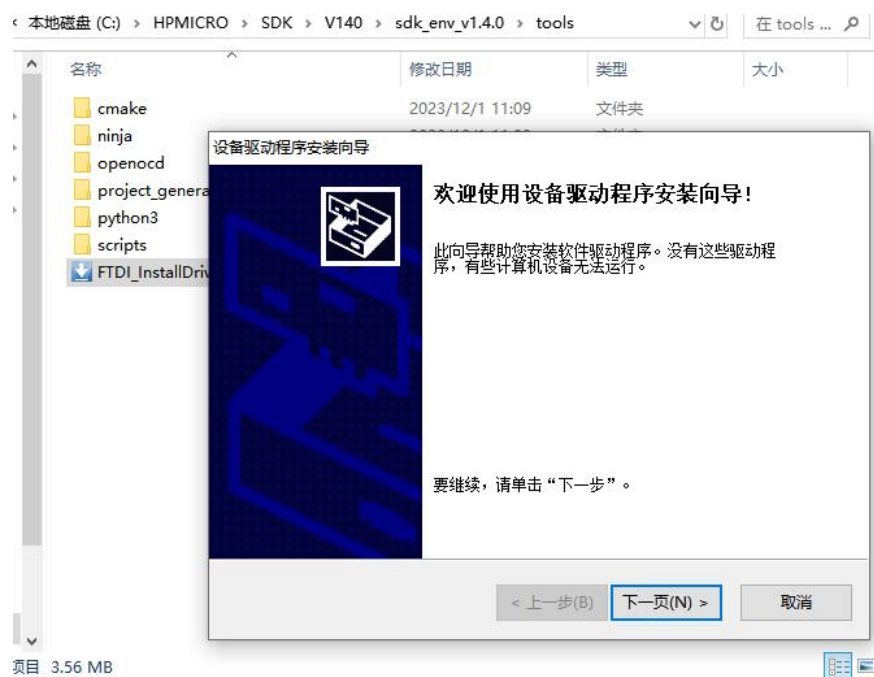 本地磁盘 (C:) › HPMICRO › SDK › V140 › sdk_env_v1.4.0 › tools
在 tools ...
名称 修改日期 类型 大小
cmake 2023/12/1 11:09 文件夹
ninja
openocd
project_genera
python3
scripts
FTDI_InstallDriv
设备驱动程序安装向导
欢迎使用设备驱动程序安装向导!
此向导帮助您安装软件驱动程序。没有这些驱动程
序，有些计算机设备无法运行。
要继续，请单击“下一步”。
< 上一步(B) 下一页(N) > 取消
项目 3.56 MB